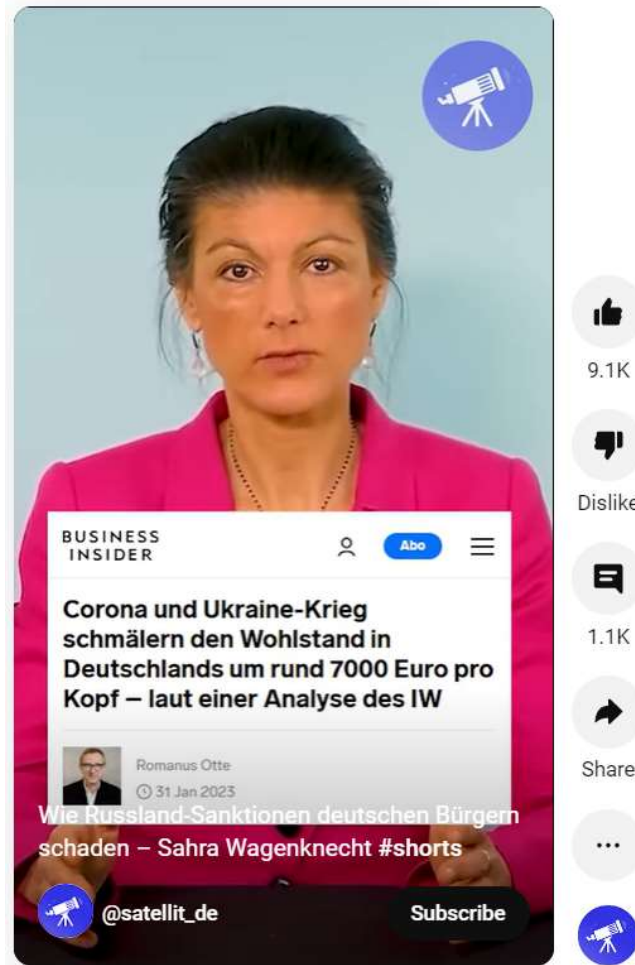 BUSINESS
INSIDER
Abo
Corona und Ukraine-Krieg
schmälern den Wohlstand in
Deutschlands um rund 7000 Euro pro
Kopf – laut einer Analyse des IW
Romanus Otte
31 Jan 2023
Wie Russland-Sanktionen deutschen Bürgern
schaden – Sahra Wagenknecht #shorts
@satellit_de
Subscribe
9.1K
Dislike
1.1K
Share